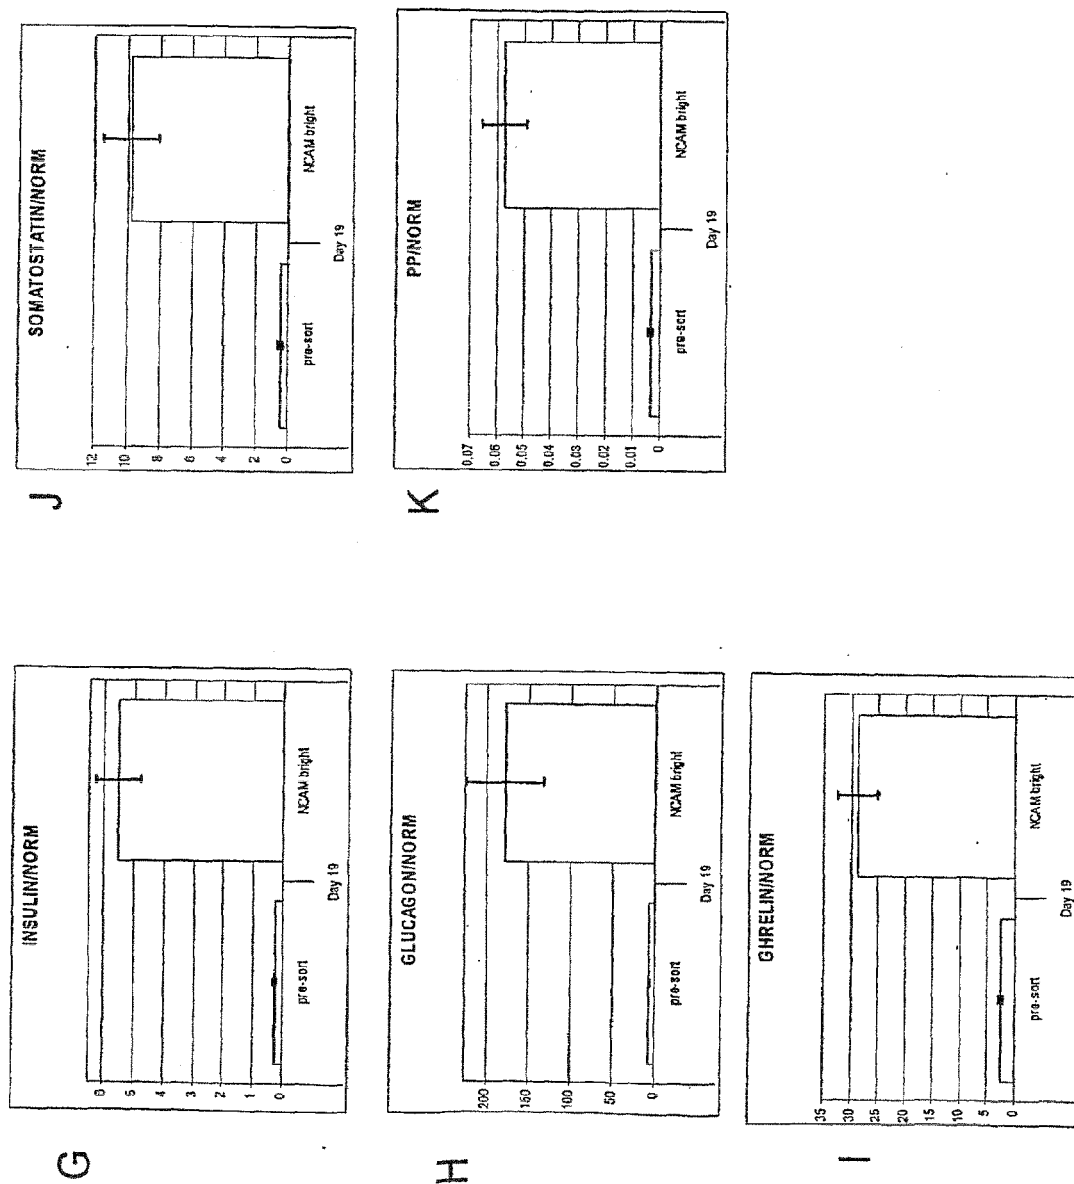 G
INSULIN/NORM
6
5
4
3
2
1
0
pre-sort
NCAM bright
Day 19
H
GLUCAGON/NORM
200
150
100
50
0
pre-sort
NCAM bright
Day 19
I
GHRELIN/NORM
35
30
25
20
15
10
5
0
pre-sort
NCAM bright
Day 19
J
SOMATOSTATIN/NORM
12
10
8
6
4
2
0
pre-sort
NCAM bright
Day 19
K
PP/NORM
0.07
0.06
0.05
0.04
0.03
0.02
0.01
0
pre-sort
NCAM bright
Day 19